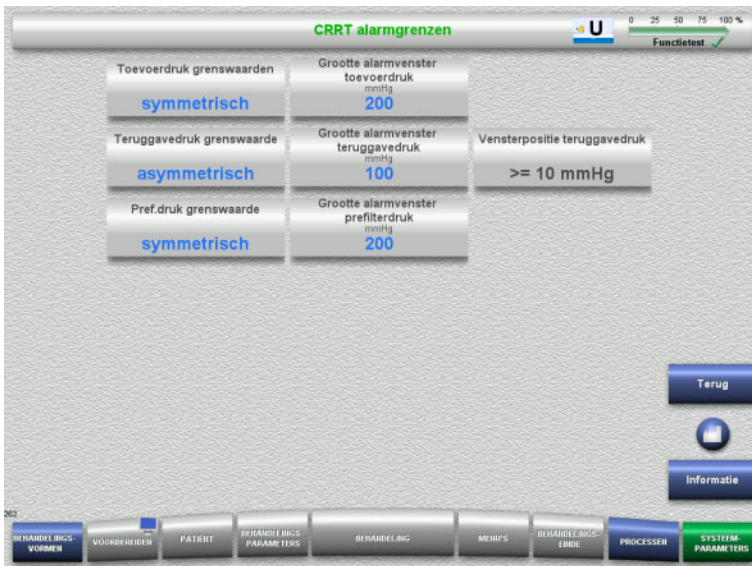 CRRT alarmgrenzen
U
0 25 50 75 100 %
Functietest
Toevoerdruk grenswaarden
symmetrisch
Grootte alarmvenster
toevoerdruk
mmHg
200
Teruggavedruk grenswaarde
asymmetrisch
Grootte alarmvenster
teruggavedruk
mmHg
100
Vensterpositie teruggavedruk
>= 10 mmHg
Pref.druk grenswaarde
symmetrisch
Grootte alarmvenster
prefilterdruk
mmHg
200
Terug
Informatie
262
BEHANDELINGS-
VORMEN
VOORBEREIDEN
PATIËNT
BEHANDELINGS
PARAMETERS
BEHANDELING
MENU'S
BEHANDELINGS-
EINDE
PROCESSEN
SYSTEEM-
PARAMETERS